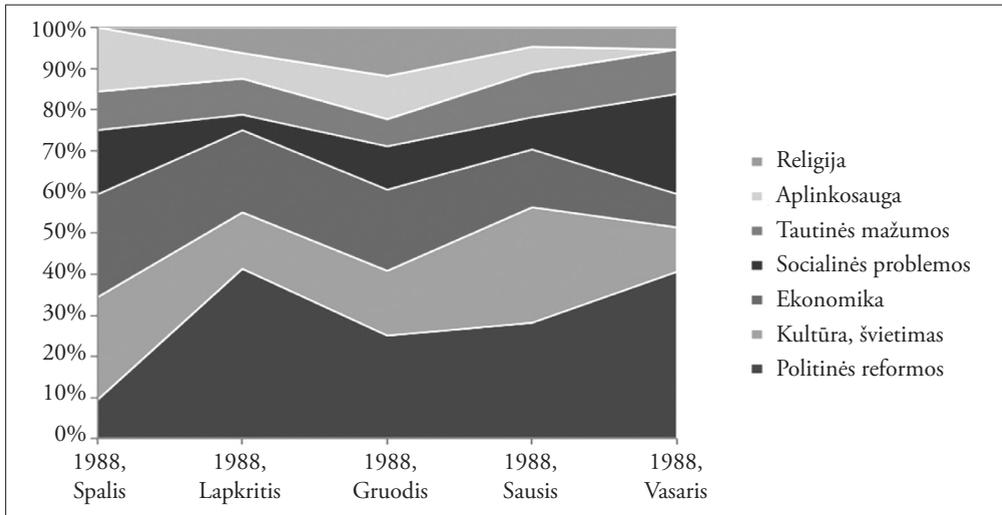 100%
90%
80%
70%
60%
50%
40%
30%
20%
10%
0%
1988,
Spalis
1988,
Lapkritis
1988,
Gruodis
1988,
Sausis
1988,
Vasaris
Religija
Aplinkosauga
Tautinės mažumos
Socialinės problemos
Ekonomika
Kultūra, švietimas
Politinės reformos